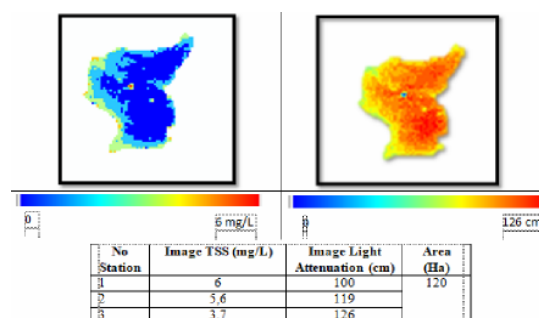 0 6 mg/L 0 126 cm
No Station Image TSS (mg/L) Image Light Attenuation (cm) Area (Ha)
1 6 100 120
2 5,6 119
3 3,7 126